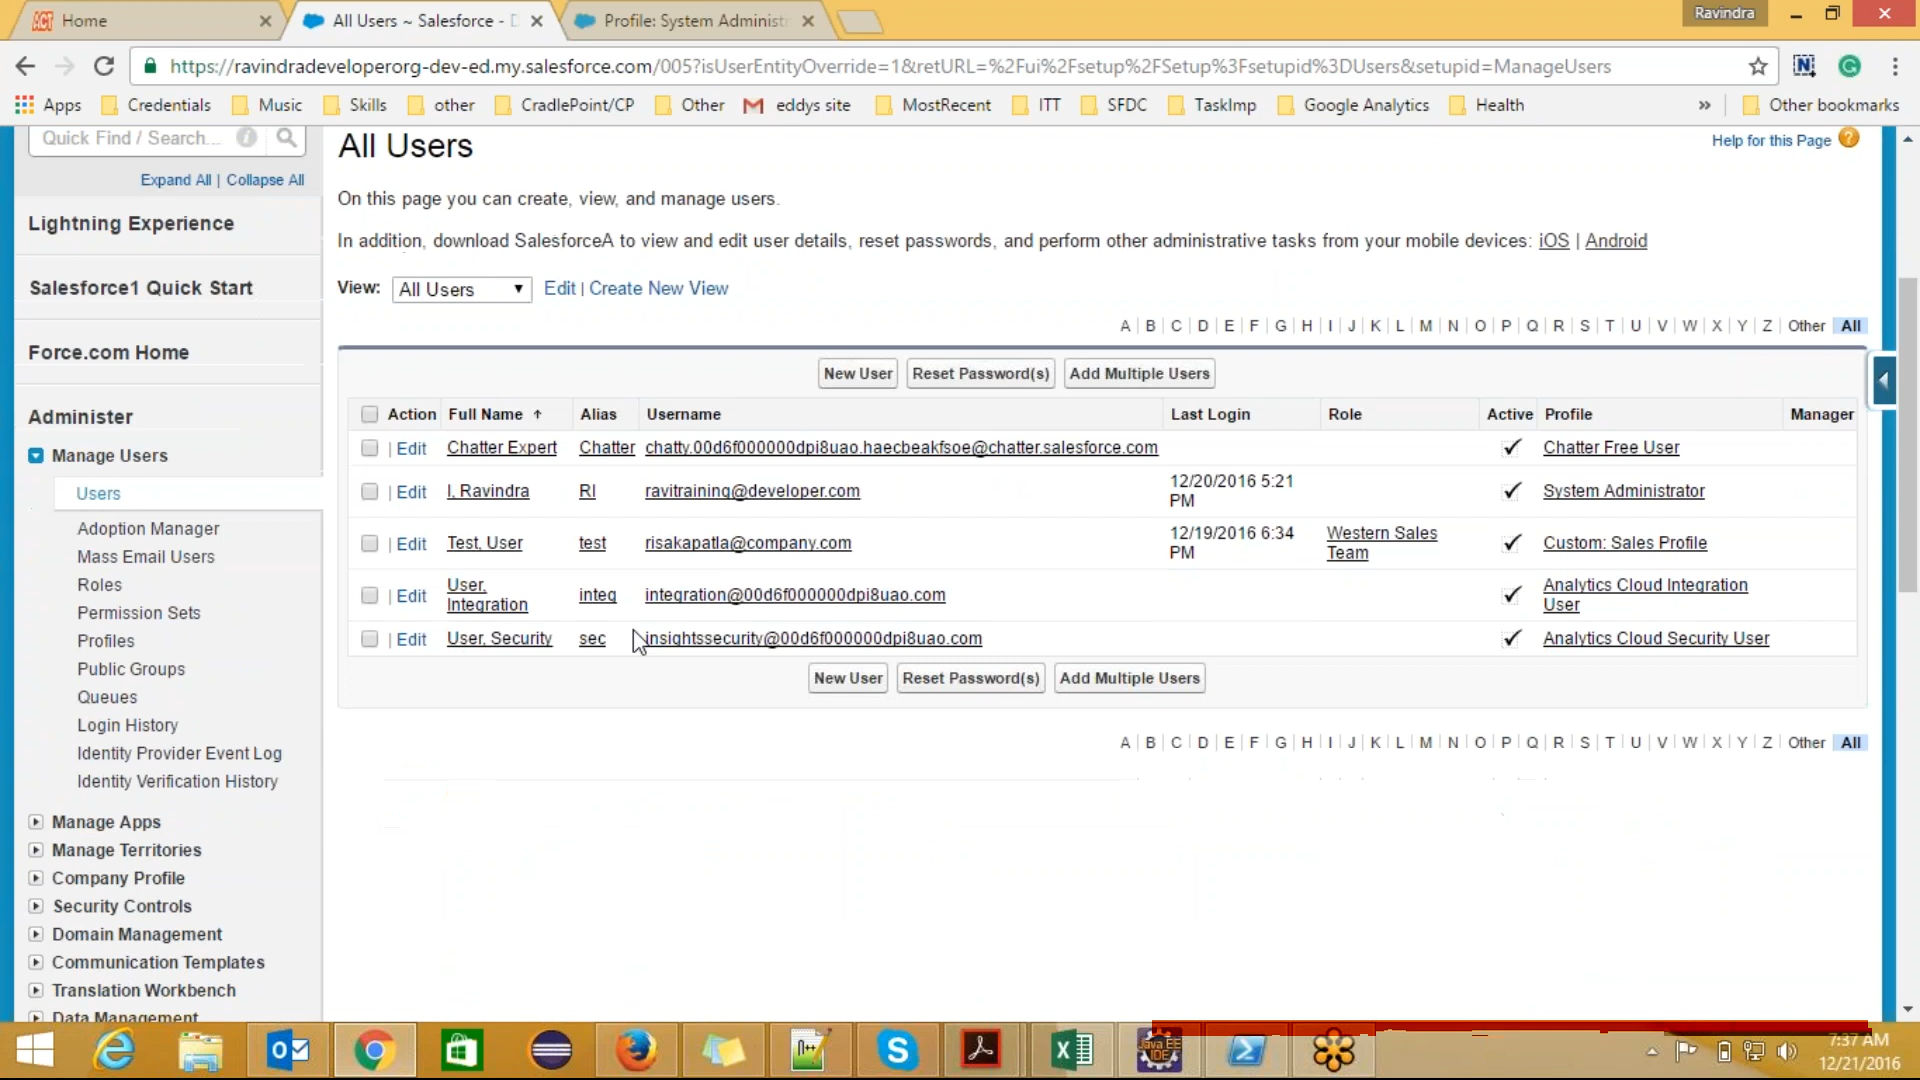 Home
All Users ~ Salesforce - D
Profile: System Administr
Ravindra
https://ravindradeveloperorg-dev-ed.my.salesforce.com/005?isUserEntityOverride=1&retURL=%2Fui%2Fsetup%2FSetup%3Fsetupid%3DUsers&setupid=ManageUsers
Apps
Credentials
Music
Skills
other
CradlePoint/CP
Other
eddys site
MostRecent
ITT
SFDC
TaskImp
Google Analytics
Health
»
Other bookmarks
Quick Find / Search...
Expand All | Collapse All
Lightning Experience
Salesforce1 Quick Start
Force.com Home
Administer
Manage Users
Users
Adoption Manager
Mass Email Users
Roles
Permission Sets
Profiles
Public Groups
Queues
Login History
Identity Provider Event Log
Identity Verification History
Manage Apps
Manage Territories
Company Profile
Security Controls
Domain Management
Communication Templates
Translation Workbench
Data Management
All Users
Help for this Page
On this page you can create, view, and manage users.
In addition, download SalesforceA to view and edit user details, reset passwords, and perform other administrative tasks from your mobile devices: iOS | Android
View: All Users Edit | Create New View
A | B | C | D | E | F | G | H | I | J | K | L | M | N | O | P | Q | R | S | T | U | V | W | X | Y | Z | Other All
New User Reset Password(s) Add Multiple Users
Action Full Name Alias Username Last Login Role Active Profile Manager
| Edit Chatter Expert Chatter chatty.00d6f000000dpi8uao.haecbeakfsoe@chatter.salesforce.com Chatter Free User
| Edit I, Ravindra RI ravitraining@developer.com 12/20/2016 5:21 PM System Administrator
| Edit Test, User test risakapatla@company.com 12/19/2016 6:34 PM Western Sales Team Custom: Sales Profile
| Edit User, Integration integ integration@00d6f000000dpi8uao.com Analytics Cloud Integration User
| Edit User, Security sec insightssecurity@00d6f000000dpi8uao.com Analytics Cloud Security User
New User Reset Password(s) Add Multiple Users
A | B | C | D | E | F | G | H | I | J | K | L | M | N | O | P | Q | R | S | T | U | V | W | X | Y | Z | Other All
7:37 AM
12/21/2016